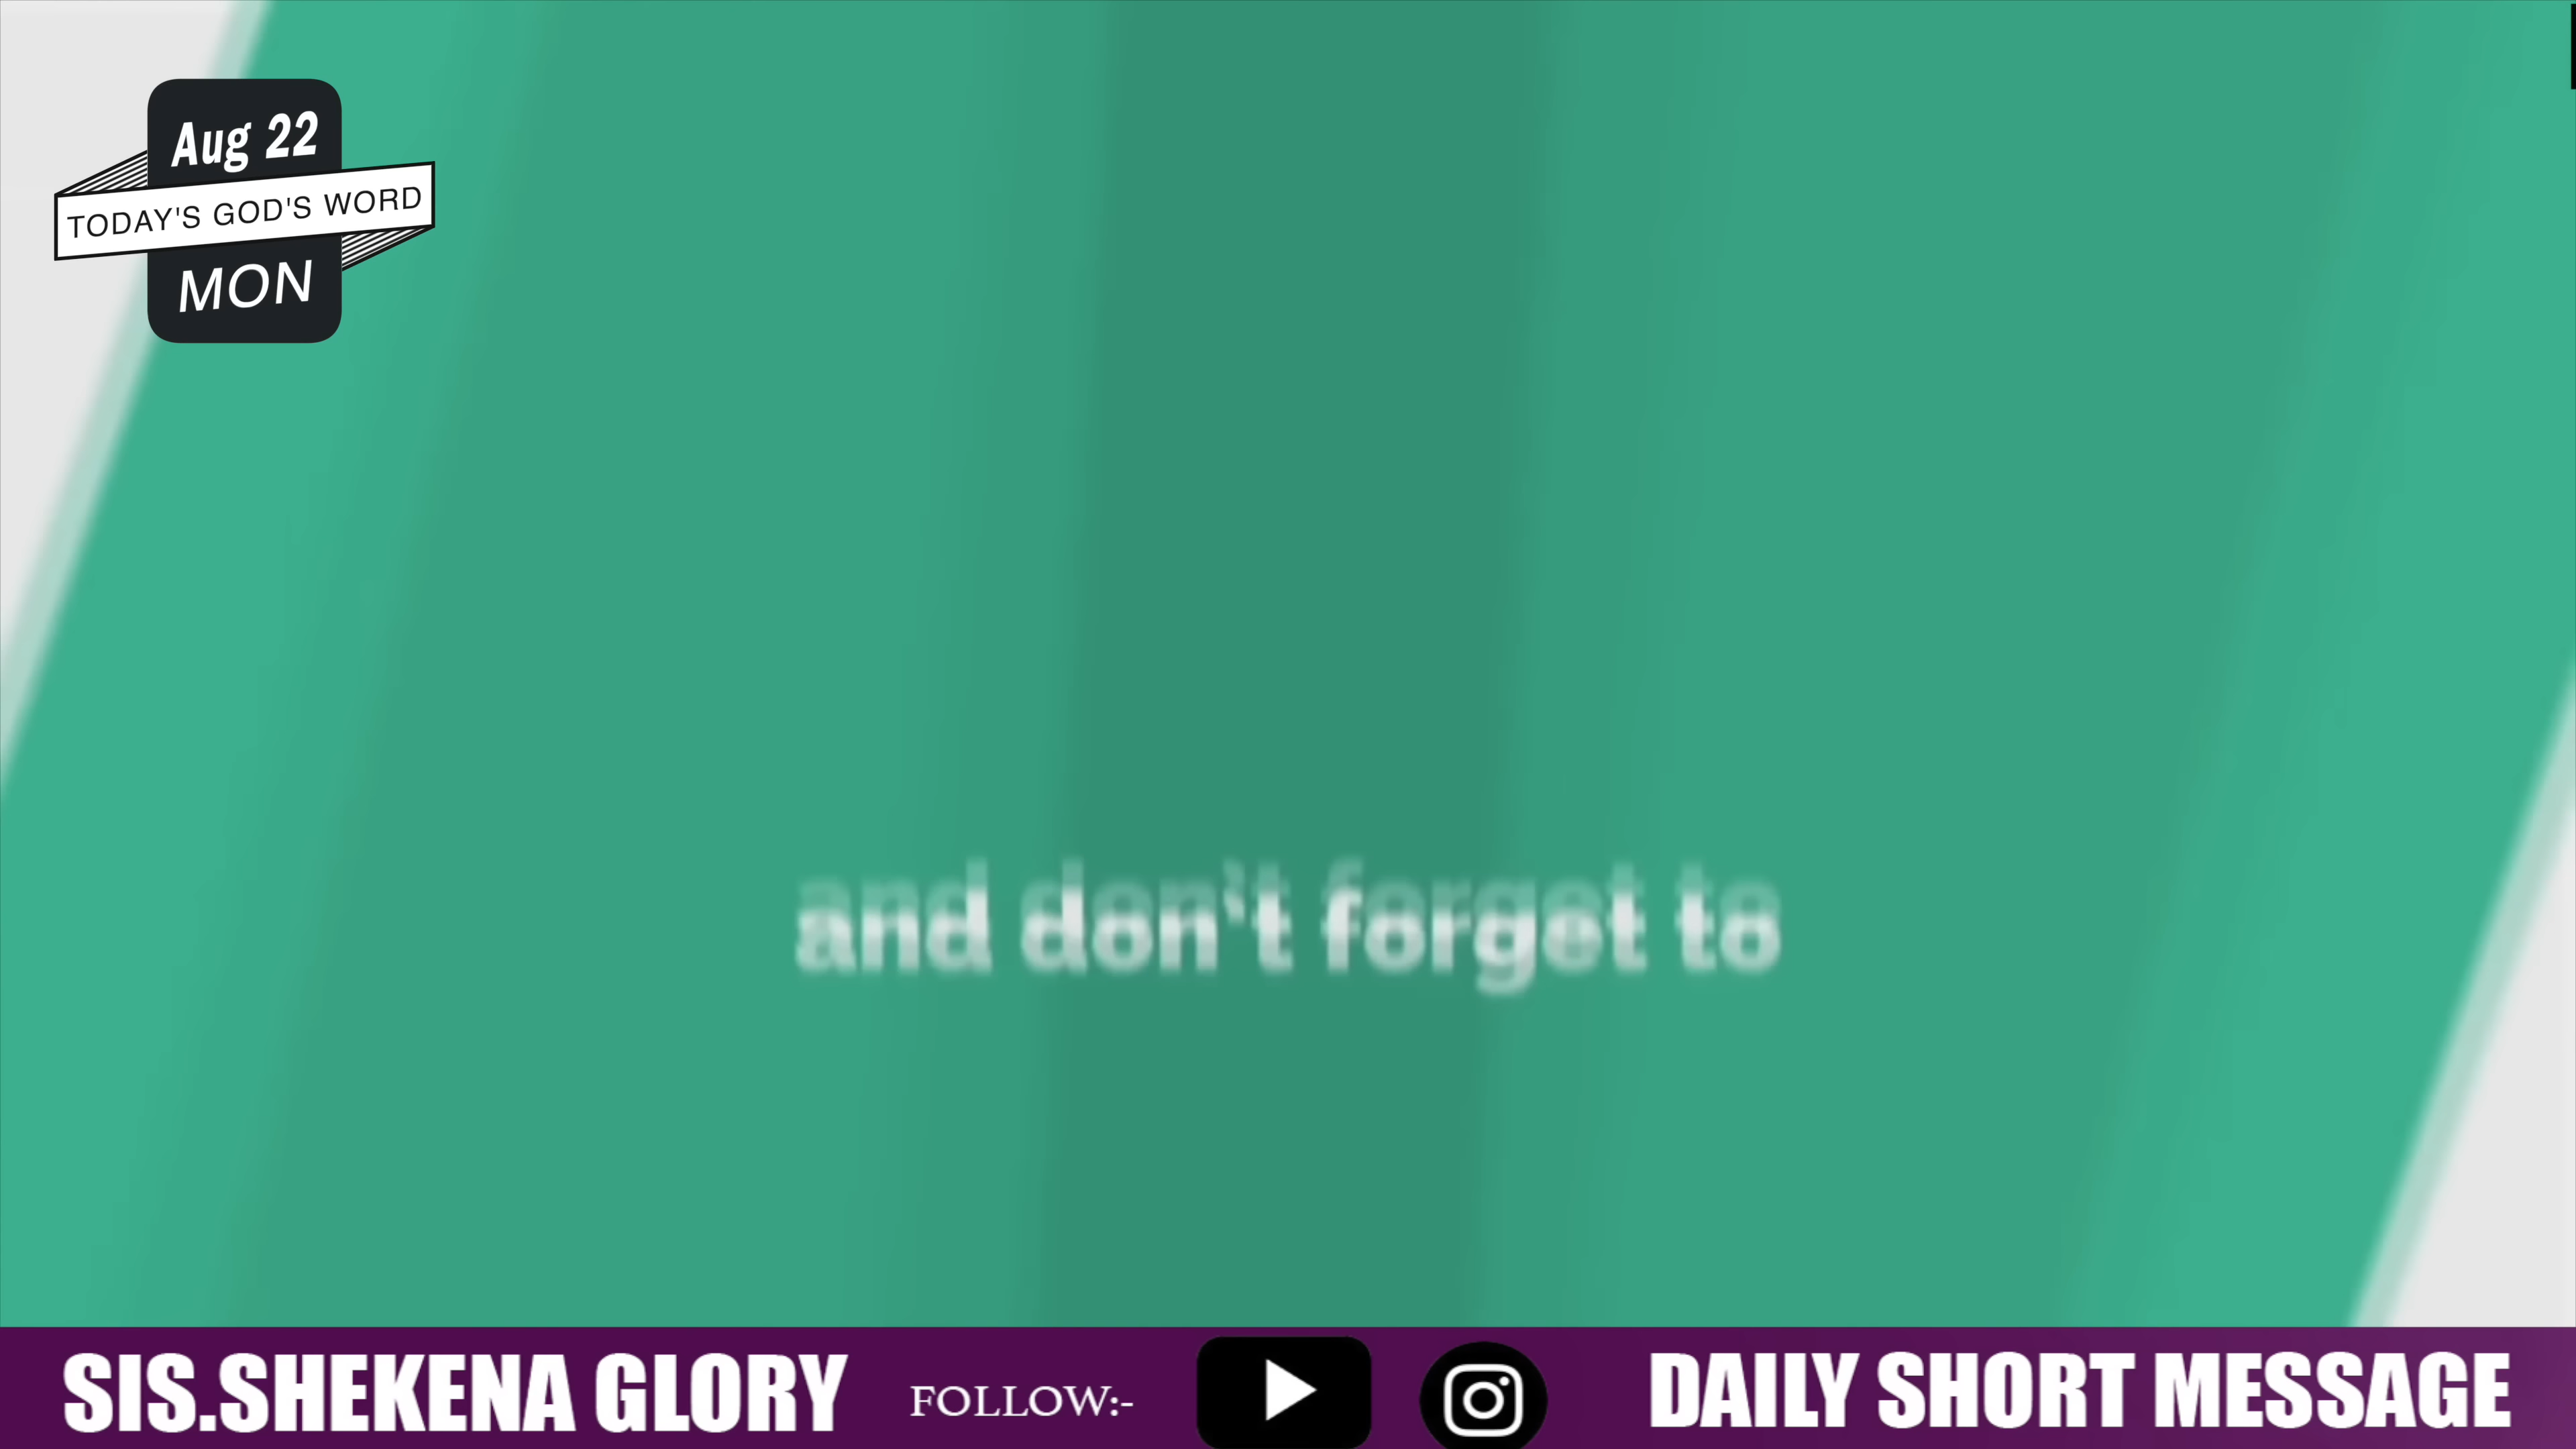 Aug 22
TODAY'S GOD'S WORD
MON
and don't forget to
SIS.SHEKENA GLORY
FOLLOW:-
DAILY SHORT MESSAGE